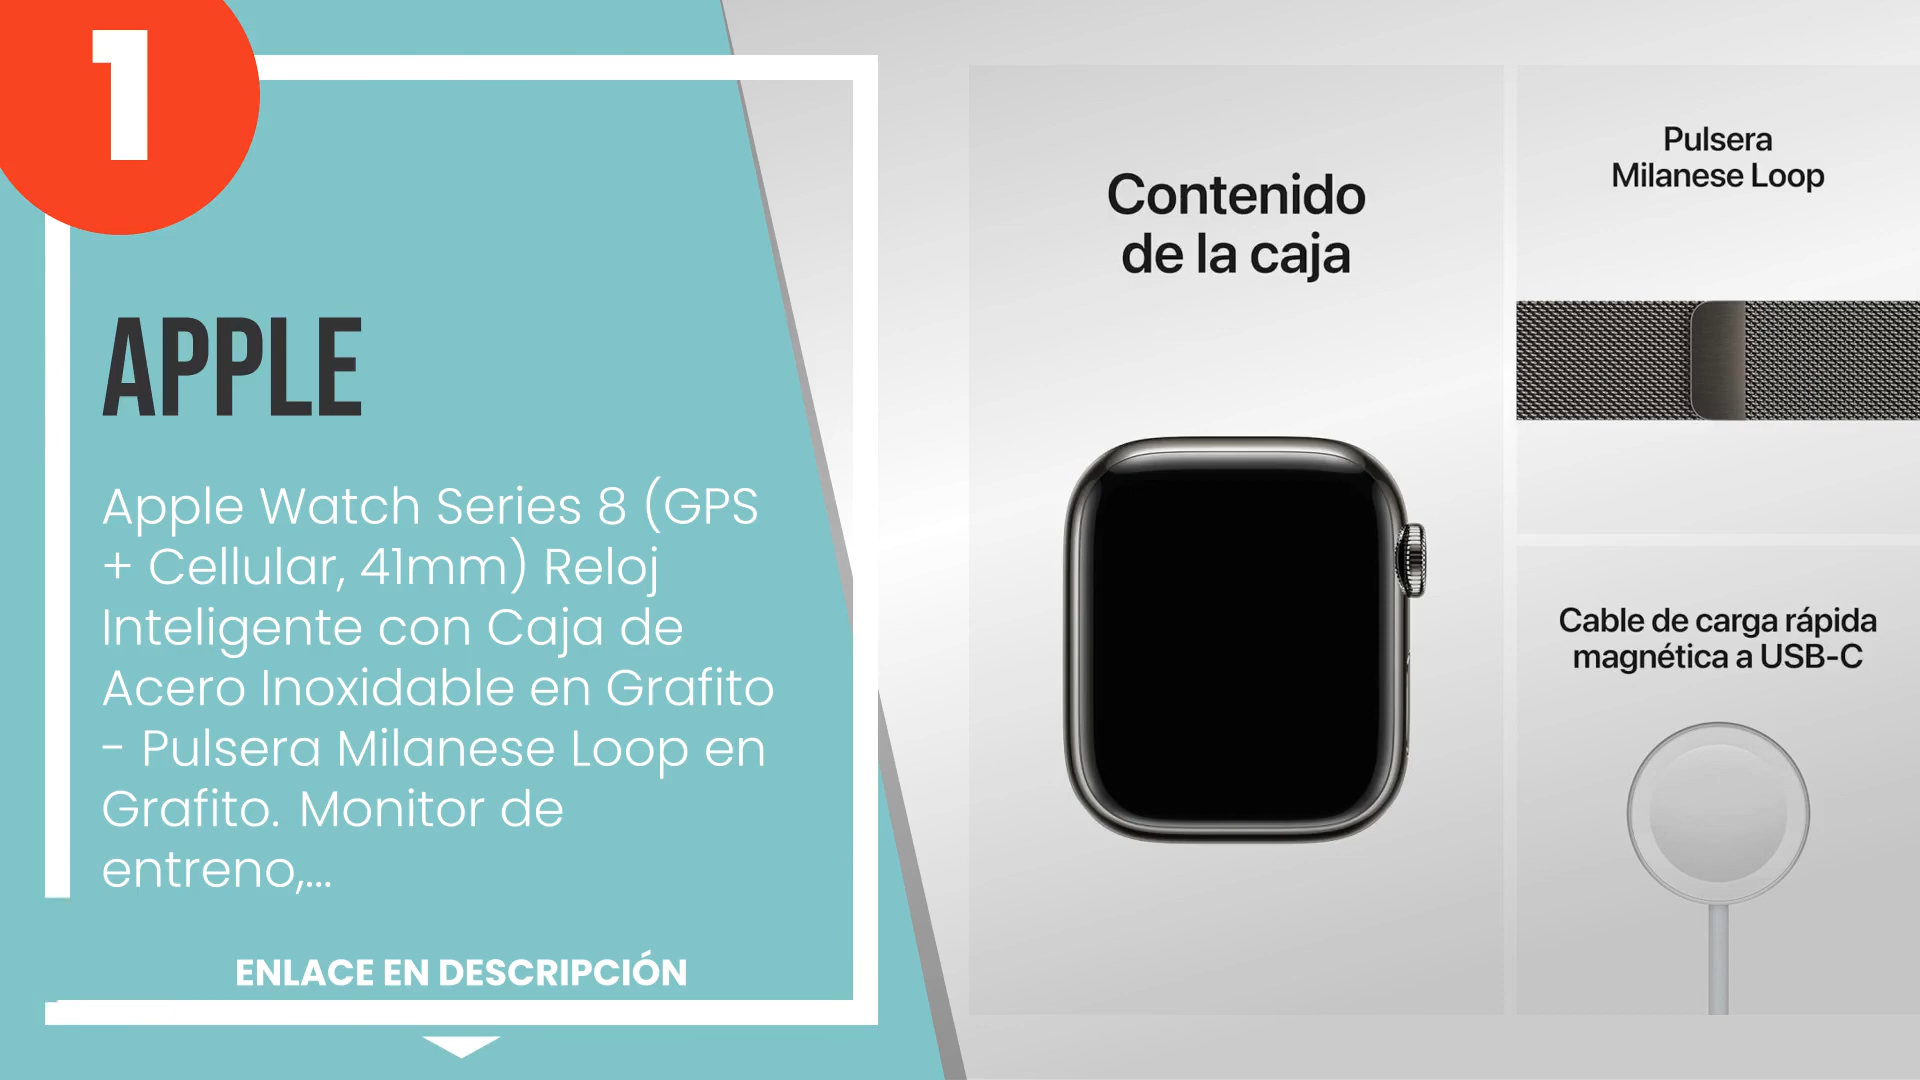 1
APPLE
Apple Watch Series 8 (GPS
+ Cellular, 41mm) Reloj
Inteligente con Caja de
Acero Inoxidable en Grafito
- Pulsera Milanese Loop en
Grafito. Monitor de
entreno,...
ENLACE EN DESCRIPCIÓN
Contenido
de la caja
Pulsera
Milanese Loop
Cable de carga rápida
magnética a USB-C